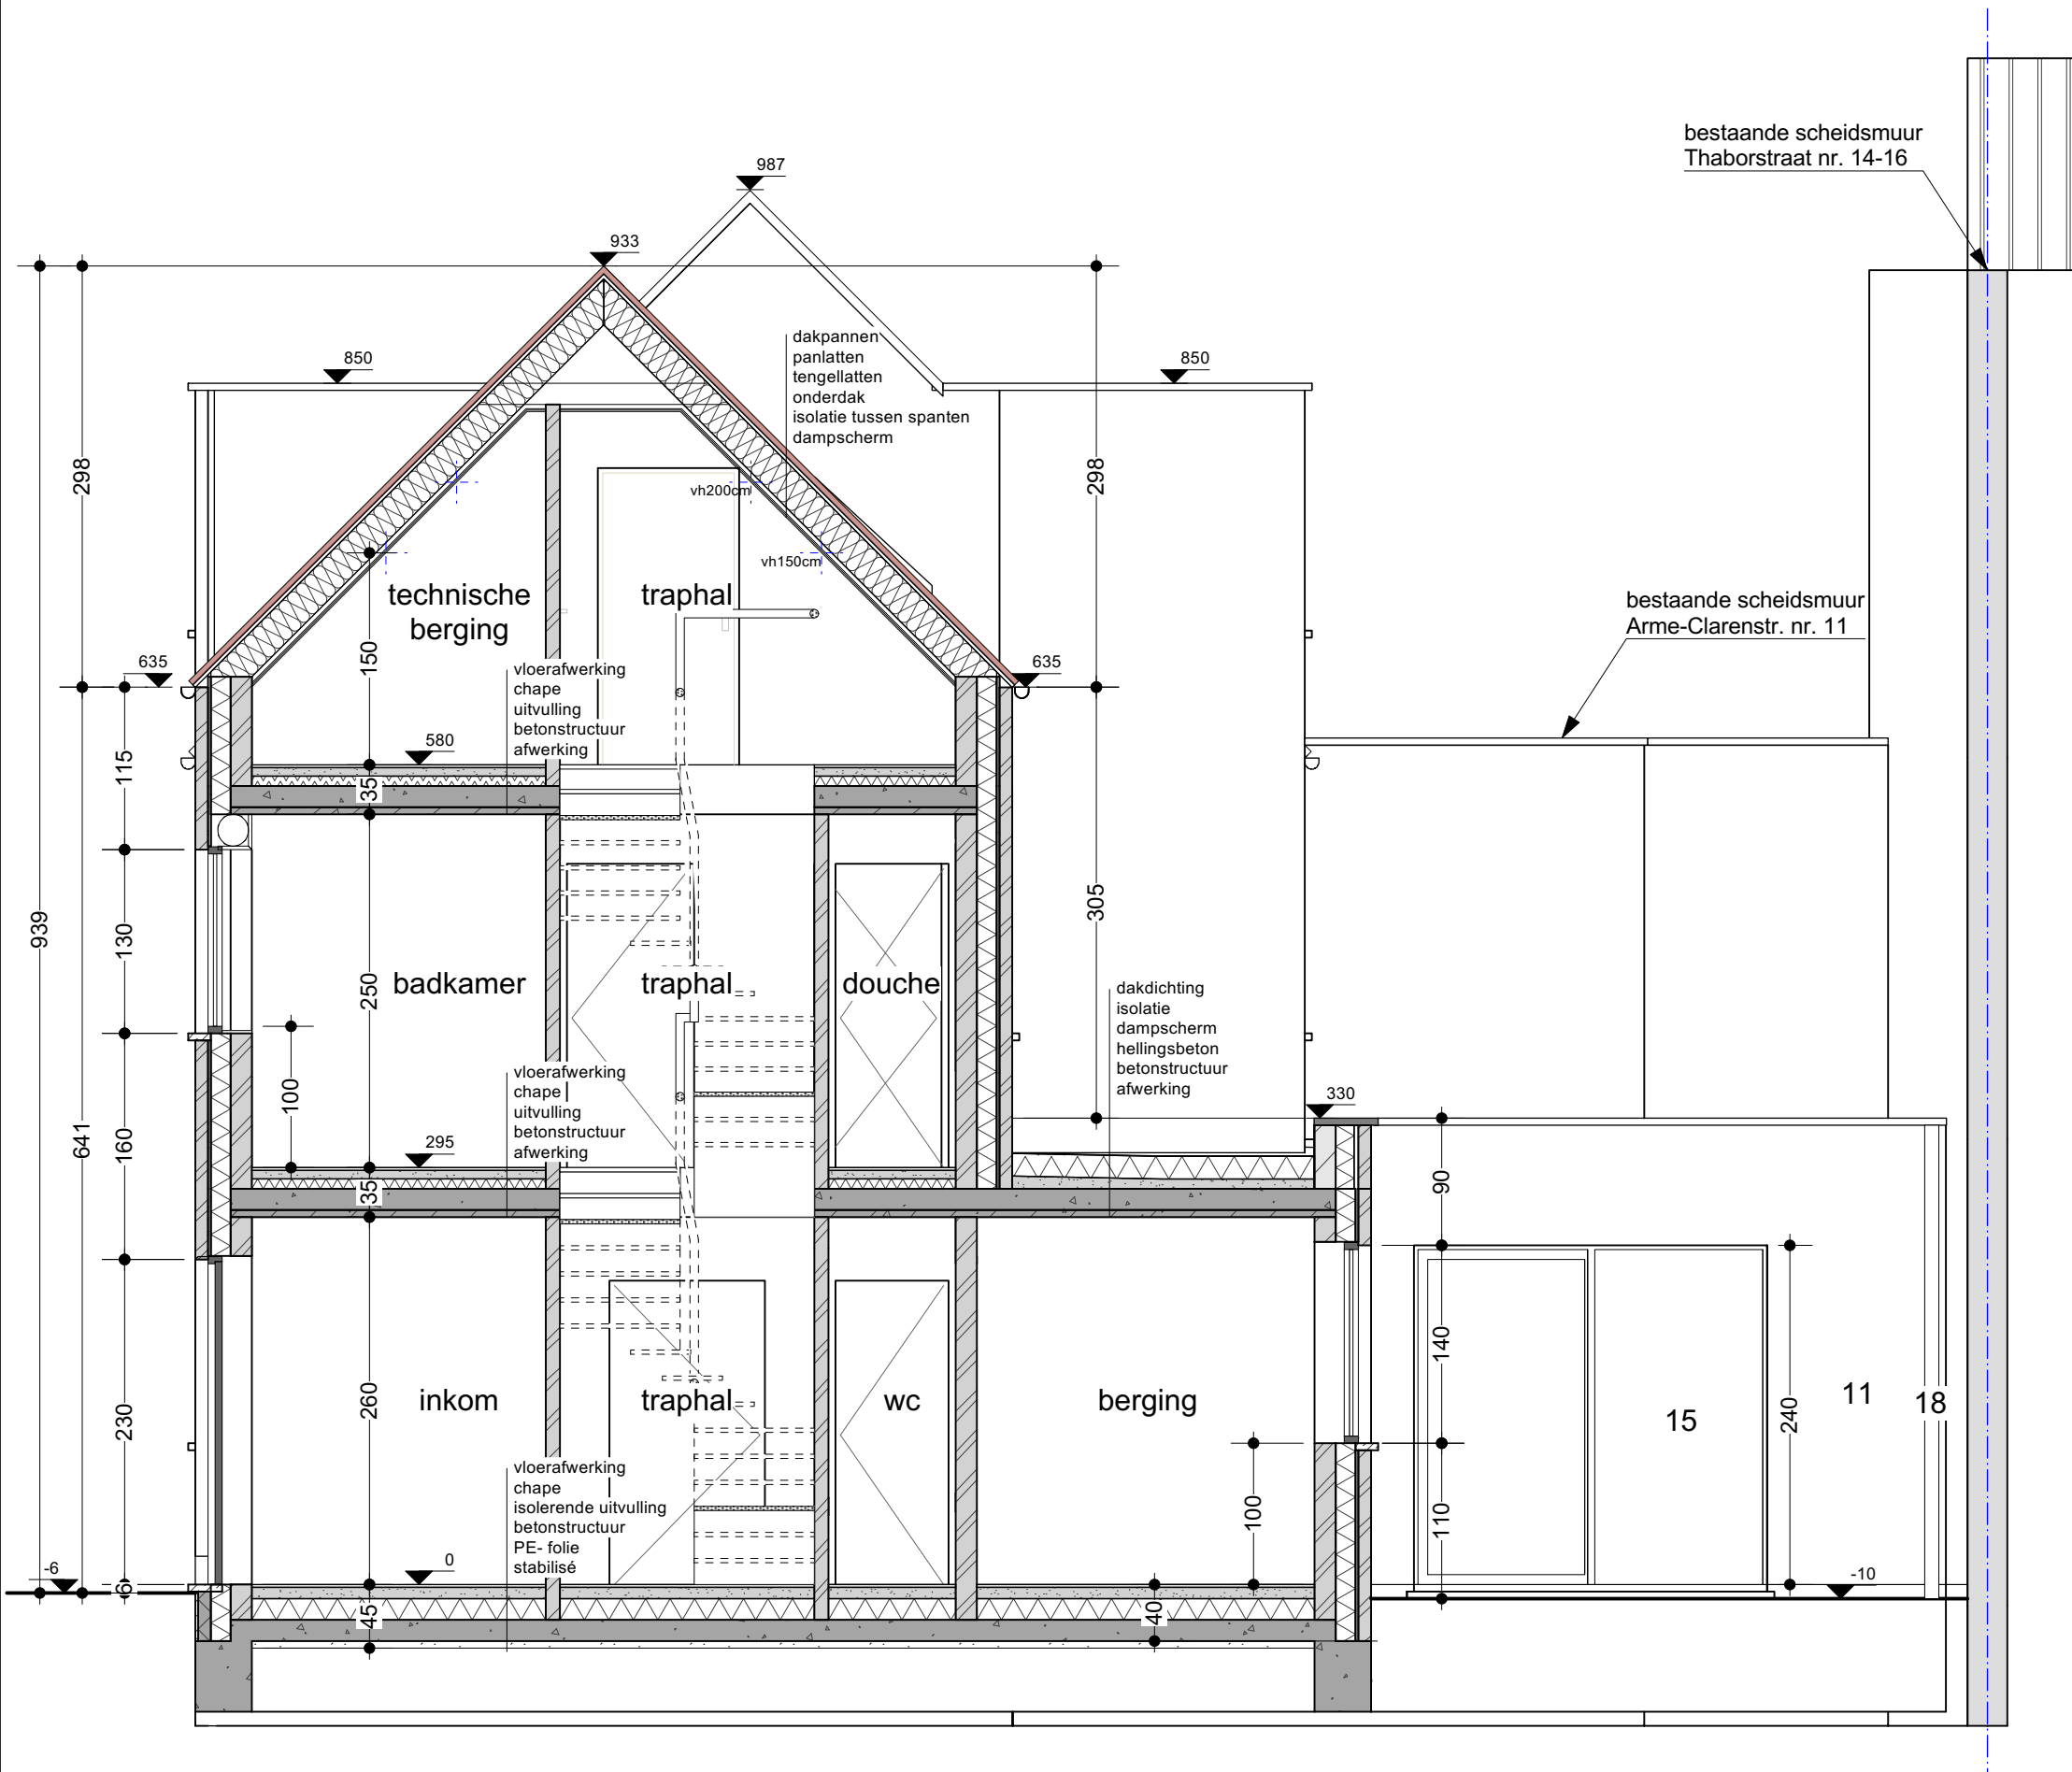 bestaande scheidsmuur
Thaborstraat nr. 14-16
987
933
850
850
dakpannen
panlatten
tengellatten
onderdak
isolatie tussen spanten
dampscherm
298
298
vh200cm
vh150cm
technische
berging
traphal
150
bestaande scheidsmuur
Arme-Clarenstr. nr. 11
635
635
vloerafwerking
chape
uitvulling
betonstructuur
afwerking
580
115
35
939
130
250
305
badkamer
traphal
douche
dakdichting
isolatie
dampscherm
hellingsbeton
betonstructuur
afwerking
100
vloerafwerking
chape
uitvulling
betonstructuur
afwerking
330
641
160
295
35
90
140
260
230
inkom
traphal
wc
berging
15
240
11
18
vloerafwerking
chape
isolerende uitvulling
betonstructuur
PE- folie
stabilisé
100
110
-6
6
0
-10
45
40